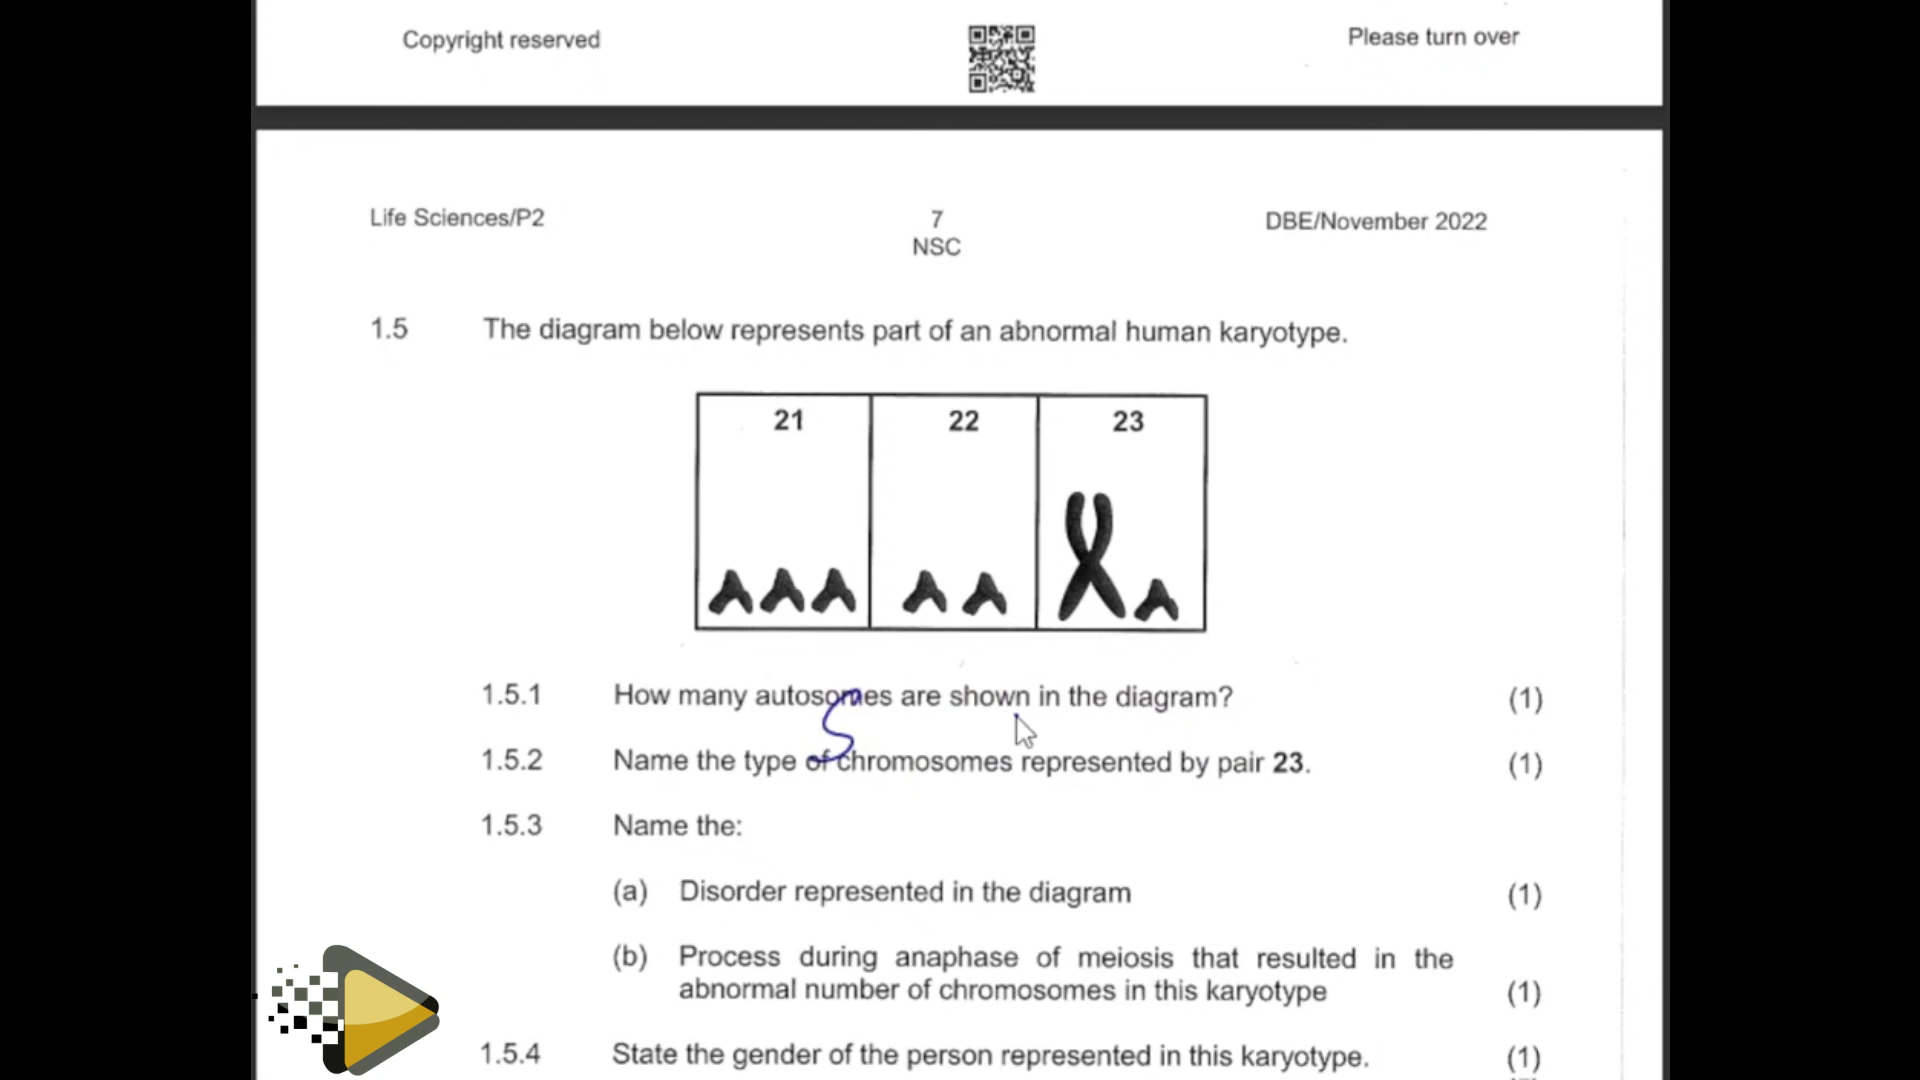 Copyright reserved
Please turn over
Life Sciences/P2
7
DBE/November 2022
NSC
1.5 The diagram below represents part of an abnormal human karyotype.
21 22 23
1.5.1 How many autosomes are shown in the diagram? (1)
1.5.2 Name the type of chromosomes represented by pair 23. (1)
1.5.3 Name the:
(a) Disorder represented in the diagram (1)
(b) Process during anaphase of meiosis that resulted in the
abnormal number of chromosomes in this karyotype (1)
1.5.4 State the gender of the person represented in this karyotype. (1)